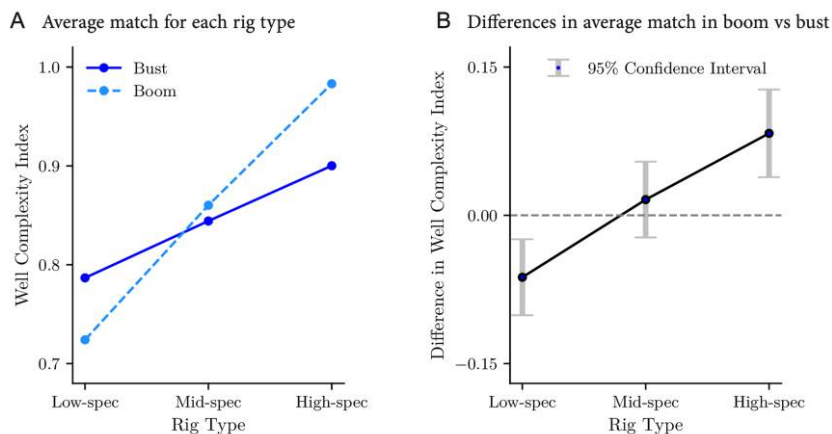 A Average match for each rig type
Well Complexity Index
1.0
0.9
0.8
0.7
Bust
Boom
Low-spec Mid-spec High-spec
Rig Type
B Differences in average match in boom vs bust
Difference in Well Complexity Index
0.15
0.00
−0.15
95% Confidence Interval
Low-spec Mid-spec High-spec
Rig Type